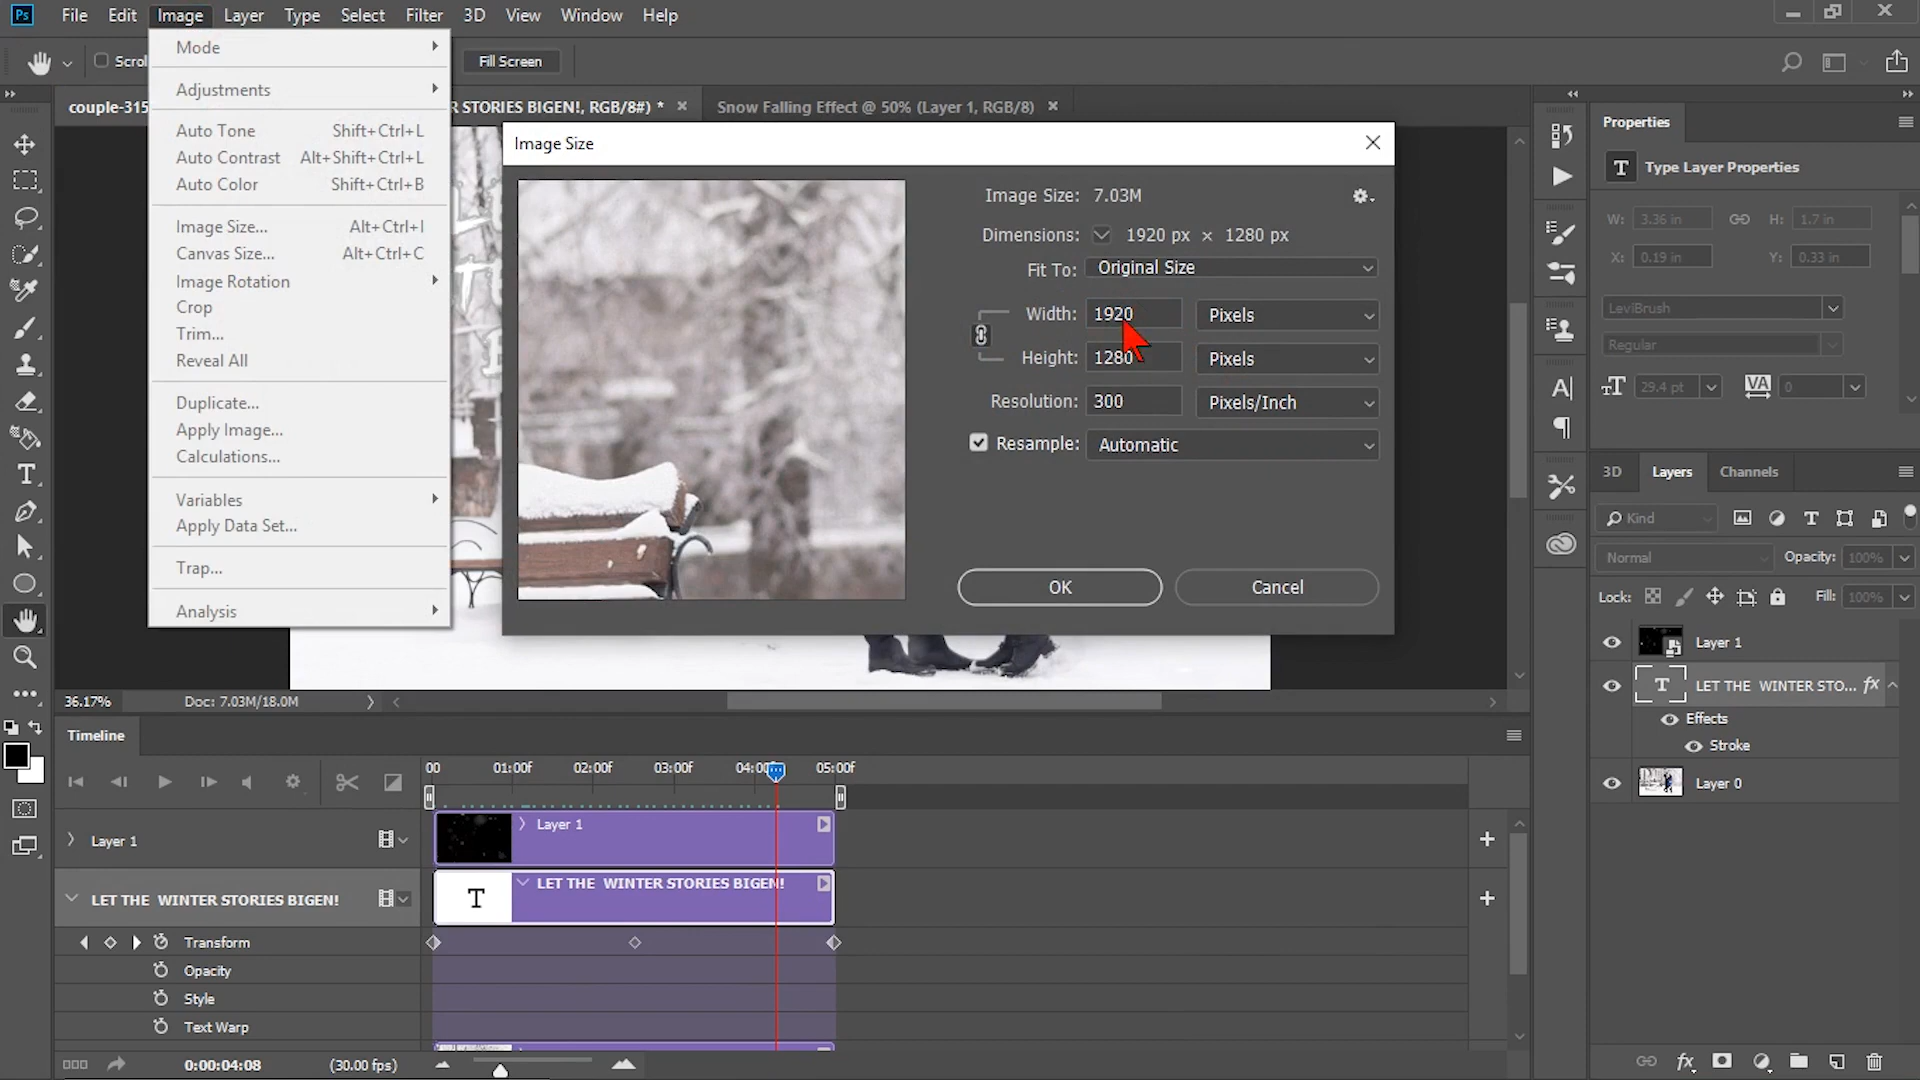 Ps File Edit Image Layer Type Select Filter 3D View Window Help
Scrol
Fill Screen
couple-315
R STORIES BIGEN!, RGB/8#) *
Snow Falling Effect @ 50% (Layer 1, RGB/8)
Mode
Adjustments
Auto Tone Shift+Ctrl+L
Auto Contrast Alt+Shift+Ctrl+L
Auto Color Shift+Ctrl+B
Image Size... Alt+Ctrl+I
Canvas Size... Alt+Ctrl+C
Image Rotation
Crop
Trim...
Reveal All
Duplicate...
Apply Image...
Calculations...
Variables
Apply Data Set...
Trap...
Analysis
Image Size
Image Size: 7.03M
Dimensions: 1920 px × 1280 px
Fit To: Original Size
Width: 1920 Pixels
Height: 1280 Pixels
Resolution: 300 Pixels/Inch
Resample: Automatic
OK
Cancel
Properties
T Type Layer Properties
W: 3.36 in H: 1.7 in
X: 0.19 in Y: 0.33 in
LeviBrush
Regular
29.4 pt VA 0
3D Layers Channels
Kind
Normal Opacity: 100%
Lock: Fill: 100%
Layer 1
T LET THE WINTER STO... fx
Effects
Stroke
Layer 0
36.17% Doc: 7.03M/18.0M
Timeline
00 01:00f 02:00f 03:00f 04:00f 05:00f
Layer 1
Layer 1
LET THE WINTER STORIES BIGEN!
T LET THE WINTER STORIES BIGEN!
Transform
Opacity
Style
Text Warp
0:00:04:08 (30.00 fps)
fx